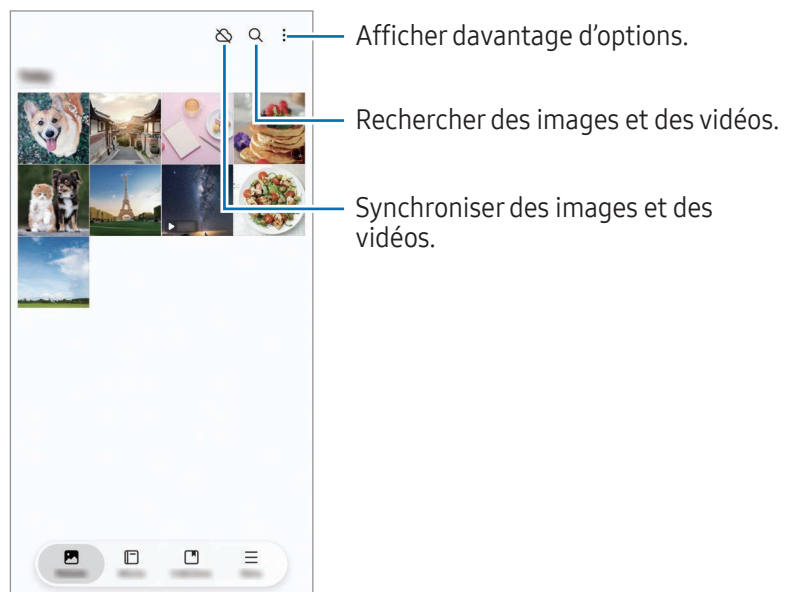 Afficher davantage d’options.
Rechercher des images et des vidéos.
Synchroniser des images et des
vidéos.